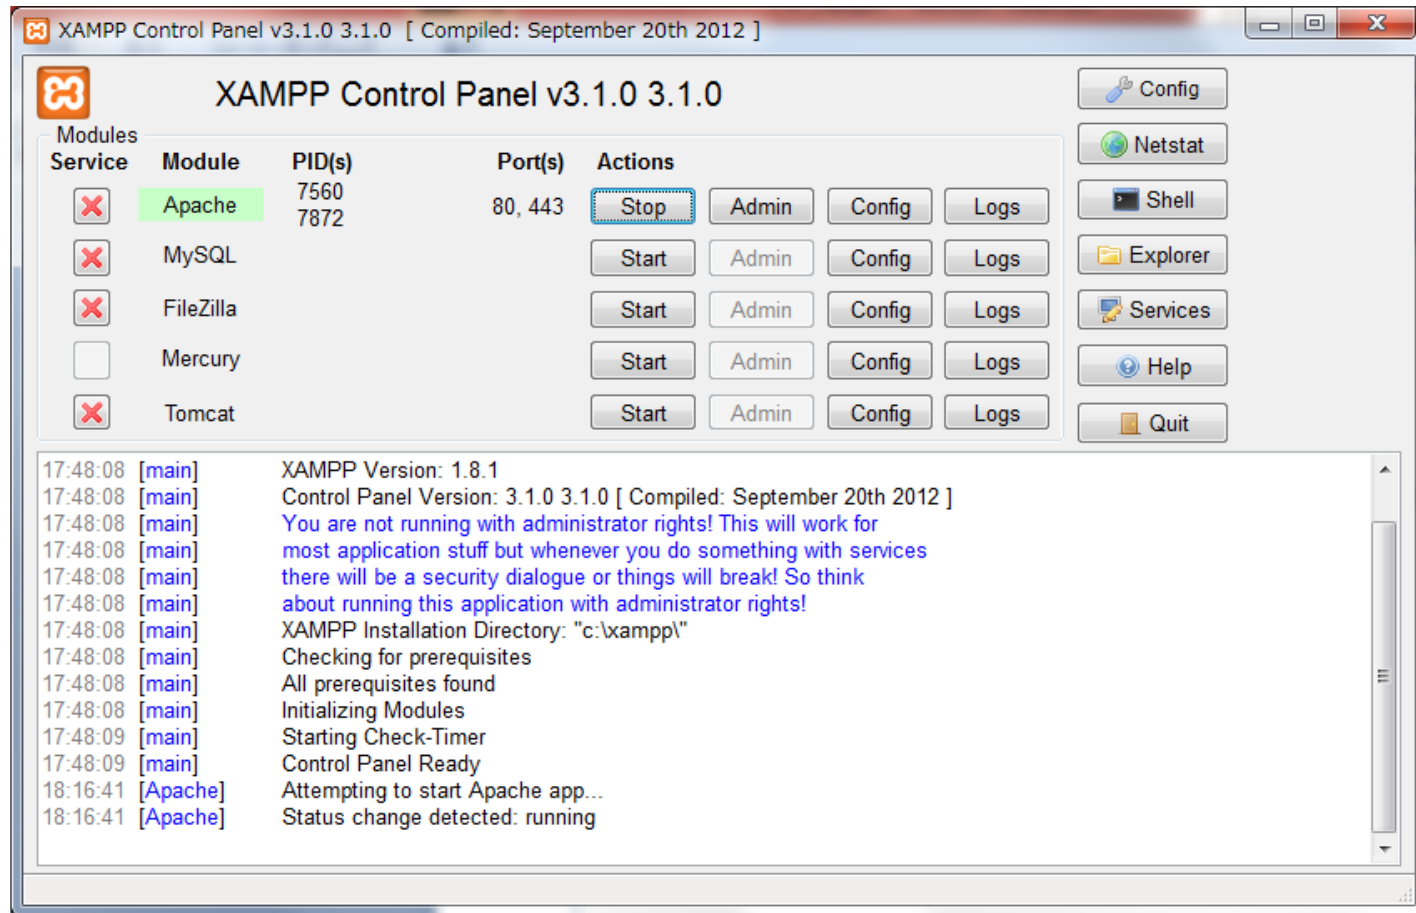 XAMPP Control Panel v3.1.0 3.1.0 [ Compiled: September 20th 2012 ]
XAMPP Control Panel v3.1.0 3.1.0
Config
Modules
Netstat
Service Module PID(s) Port(s) Actions
7560
Apache 80, 443 Stop Admin Config Logs
7872
Shell
MySQL Start Admin Config Logs
Explorer
FileZilla Start Admin Config Logs
Services
Mercury Start Admin Config Logs
Help
Tomcat Start Admin Config Logs
Quit
17:48:08 [main] XAMPP Version: 1.8.1
17:48:08 [main] Control Panel Version: 3.1.0 3.1.0 [ Compiled: September 20th 2012 ]
17:48:08 [main] You are not running with administrator rights! This will work for
17:48:08 [main] most application stuff but whenever you do something with services
17:48:08 [main] there will be a security dialogue or things will break! So think
17:48:08 [main] about running this application with administrator rights!
17:48:08 [main] XAMPP Installation Directory: "c:\xampp\"
17:48:08 [main] Checking for prerequisites
17:48:08 [main] All prerequisites found
17:48:08 [main] Initializing Modules
17:48:09 [main] Starting Check-Timer
17:48:09 [main] Control Panel Ready
18:16:41 [Apache] Attempting to start Apache app...
18:16:41 [Apache] Status change detected: running